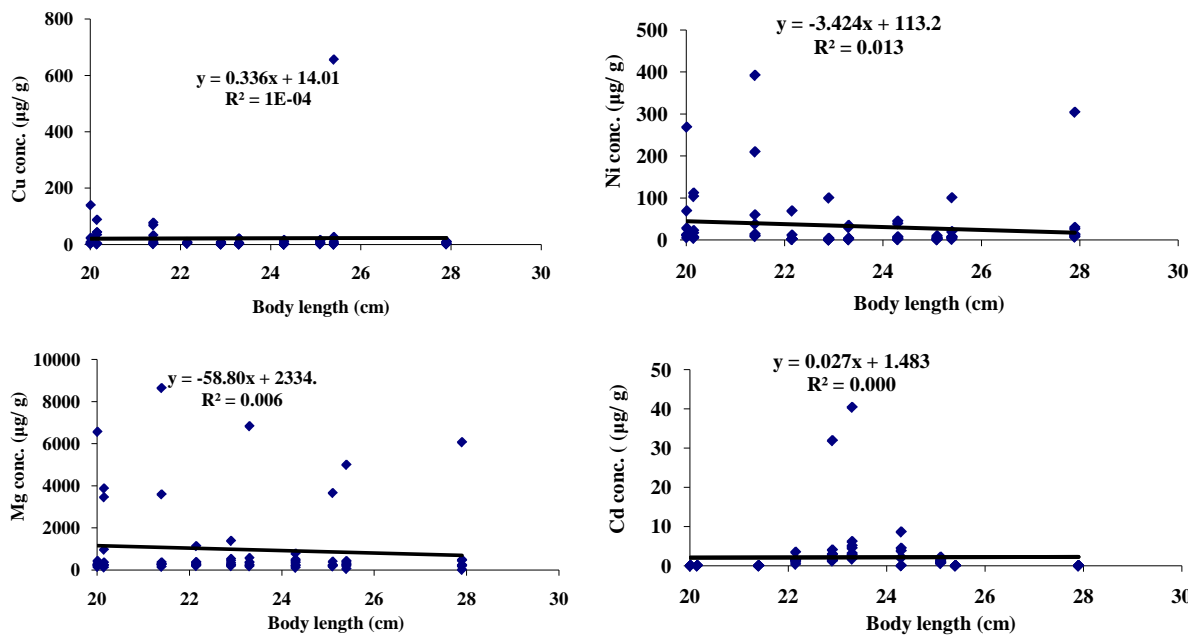 800
600
400
200
0
Cu conc. (µg/ g)
y = 0.336x + 14.01
R² = 1E-04
20 22 24 26 28 30
Body length (cm)
500
400
300
200
100
0
Ni conc. (µg/ g)
y = -3.424x + 113.2
R² = 0.013
20 22 24 26 28 30
Body length (cm)
10000
8000
6000
4000
2000
0
Mg conc. (µg/ g)
y = -58.80x + 2334.
R² = 0.006
20 22 24 26 28 30
Body length (cm)
50
40
30
20
10
0
Cd conc. ( (µg/ g)
y = 0.027x + 1.483
R² = 0.000
20 22 24 26 28 30
Body length (cm)